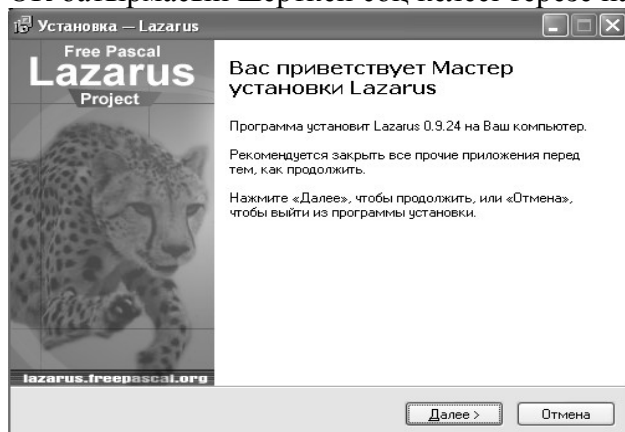 Установка — Lazarus
Free Pascal
Lazarus
Project
Вас приветствует Мастер
установки Lazarus
Программа установит Lazarus 0.9.24 на Ваш компьютер.
Рекомендуется закрыть все прочие приложения перед
тем, как продолжить.
Нажмите «Далее», чтобы продолжить, или «Отмена»,
чтобы выйти из программы установки.
lazarus.freepascal.org
Далее >
Отмена